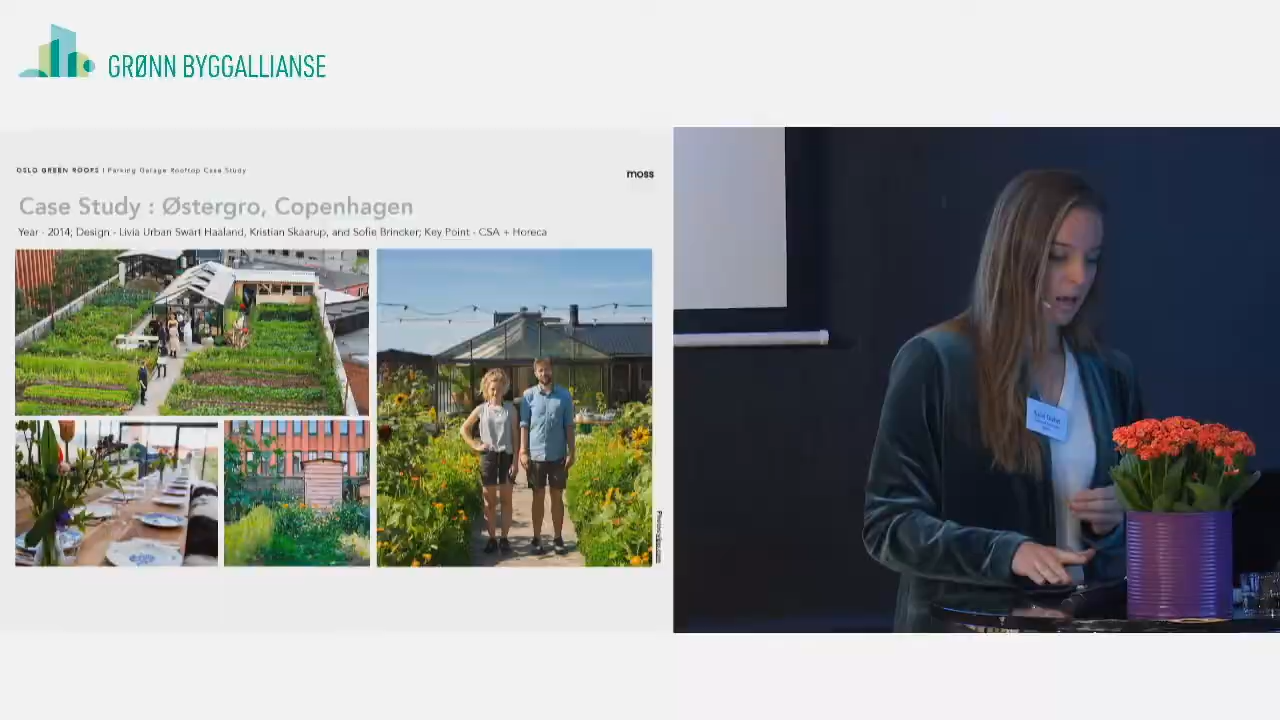 GRØNN BYGGALLIANSE
OSLO GREEN ROOFS | Parking Garage Rooftop Case Study
moss
Case Study : Østergro, Copenhagen
Year - 2014; Design - Livia Urban Swart Haaland, Kristian Skaarup, and Sofie Brincker; Key Point - CSA + Horeca